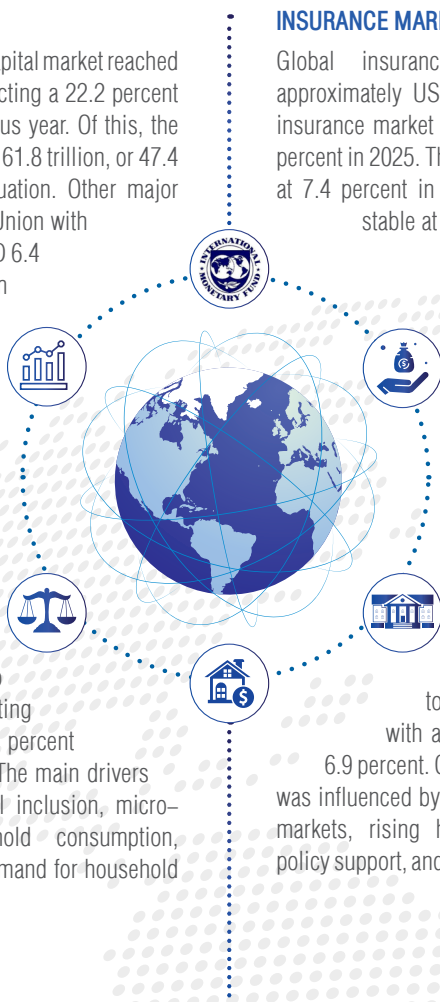 apital market reached
cting a 22.2 percent
us year. Of this, the
61.8 trillion, or 47.4
uation. Other major
Union with
6.4
INSURANCE MAR
Global insuranc
approximately US
insurance market
percent in 2025. Th
at 7.4 percent in
stable at
INTERNATIONAL
MONETARY FUND
$
$
ting
percent
The main drivers
l inclusion, micro–
hold consumption,
mand for household
to
with a
6.9 percent. C
was influenced by
markets, rising h
policy support, and